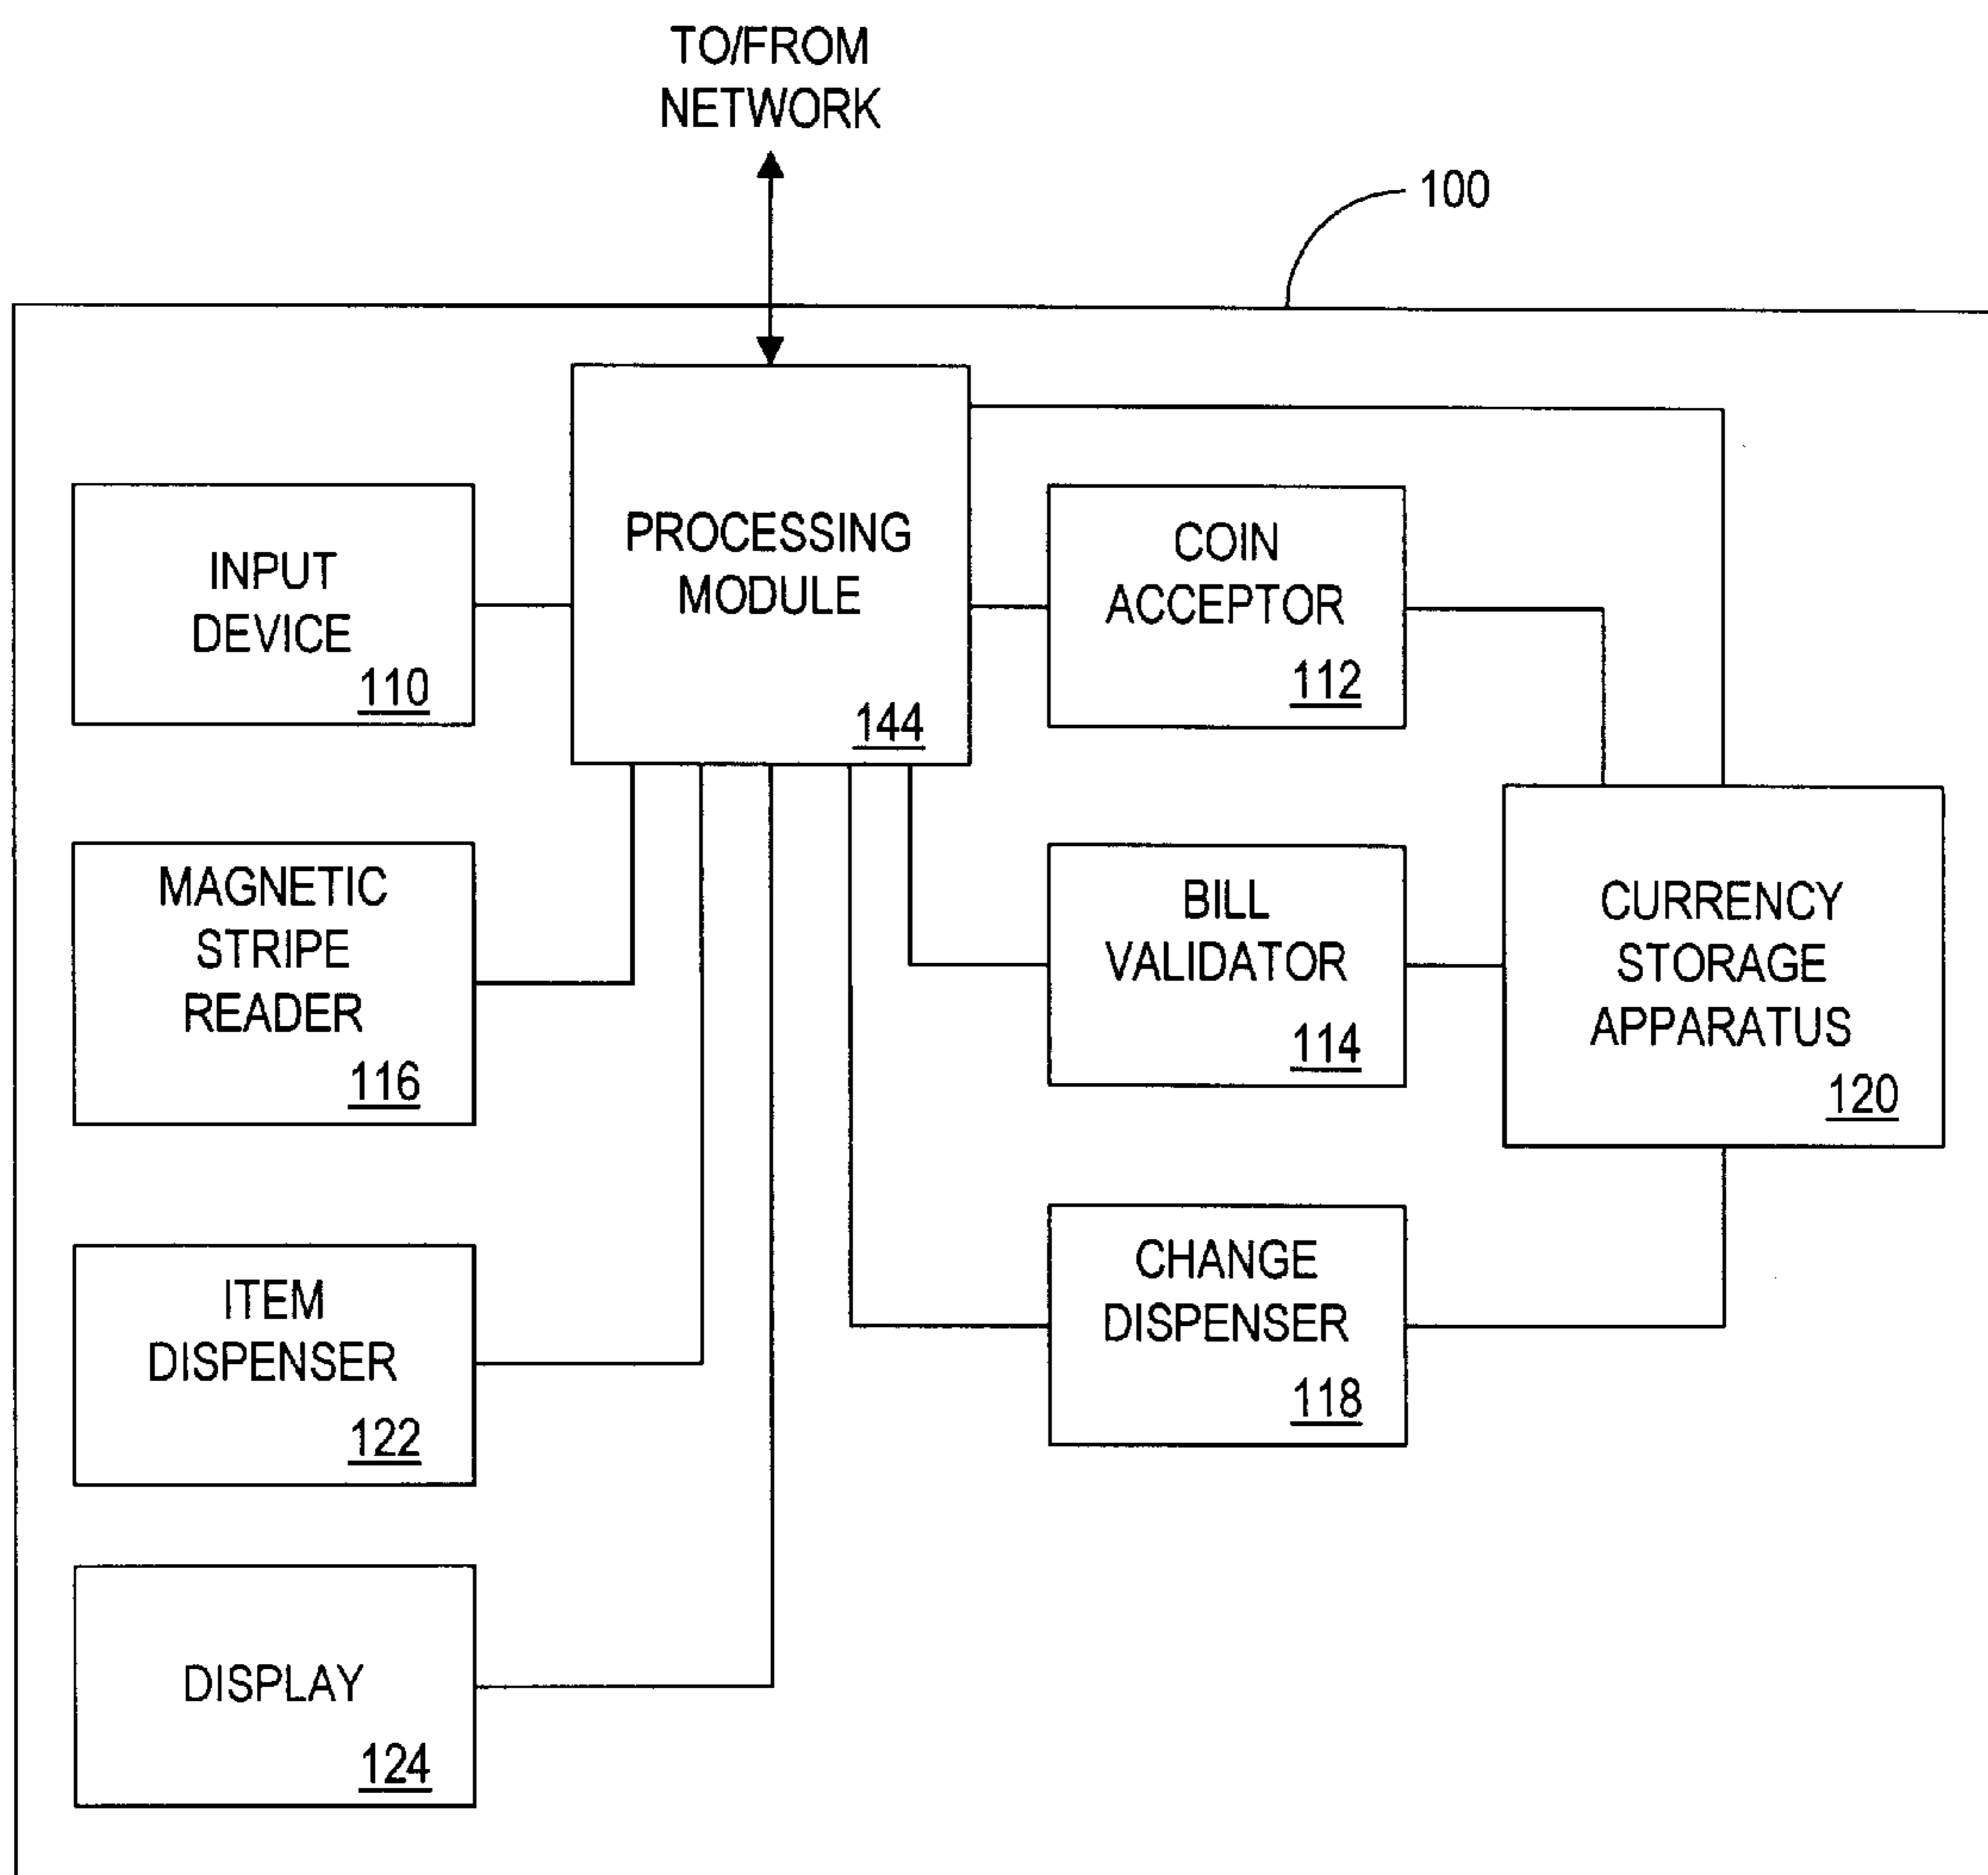 TO/FROM
NETWORK
100
INPUT
DEVICE
110
PROCESSING
MODULE
144
COIN
ACCEPTOR
112
MAGNETIC
STRIPE
READER
116
BILL
VALIDATOR
114
CURRENCY
STORAGE
APPARATUS
120
ITEM
DISPENSER
122
CHANGE
DISPENSER
118
DISPLAY
124